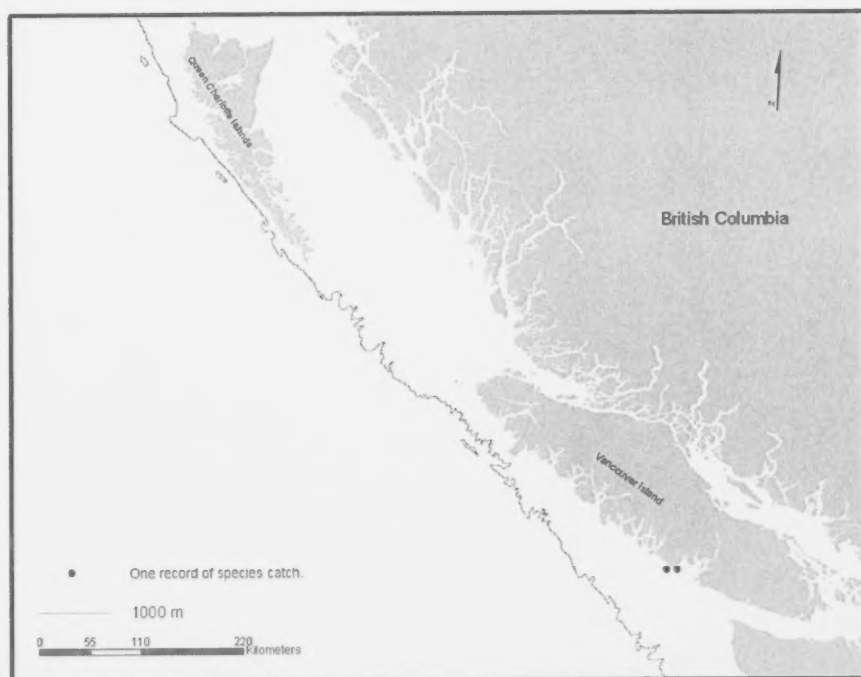 Queen Charlotte Islands
N
British Columbia
Vancouver Island
One record of species catch.
1000 m
0 55 110 220
Kilometers